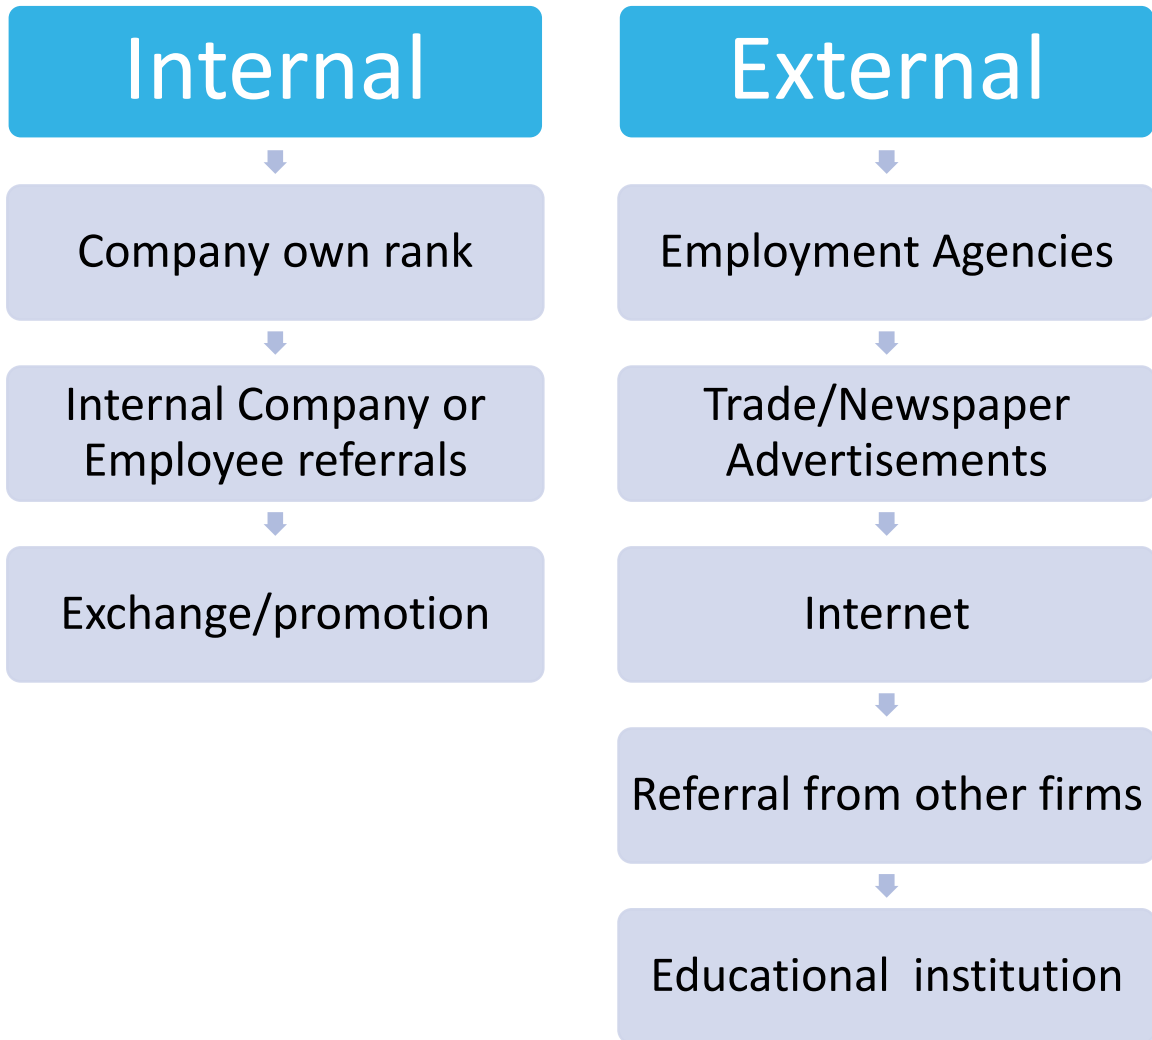 Internal
Company own rank
Internal Company or
Employee referrals
Exchange/promotion
External
Employment Agencies
Trade/Newspaper
Advertisements
Internet
Referral from other firms
Educational  institution